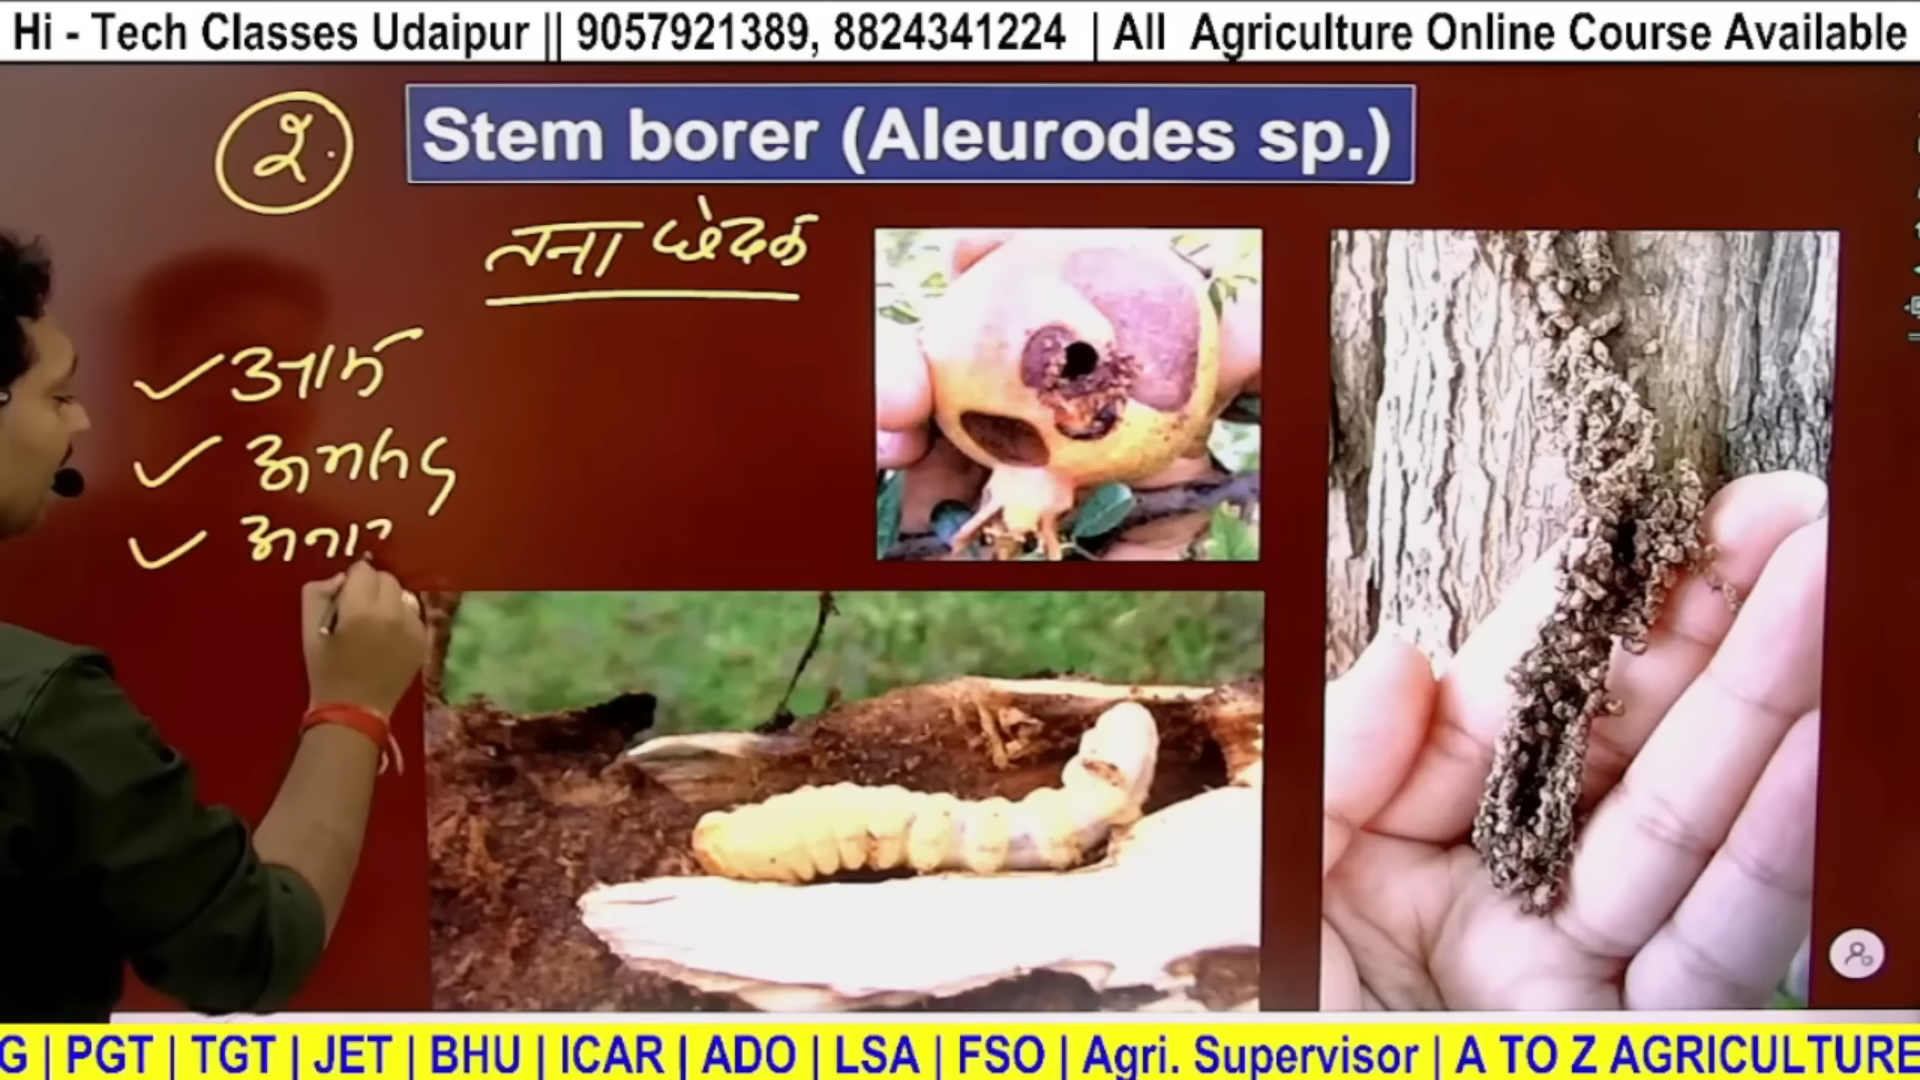 Hi - Tech Classes Udaipur || 9057921389, 8824341224 | All Agriculture Online Course Available
२.
Stem borer (Aleurodes sp.)
तना छेदक
आम
अमरुद
अनार
G | PGT | TGT | JET | BHU | ICAR | ADO | LSA | FSO | Agri. Supervisor | A TO Z AGRICULTURE